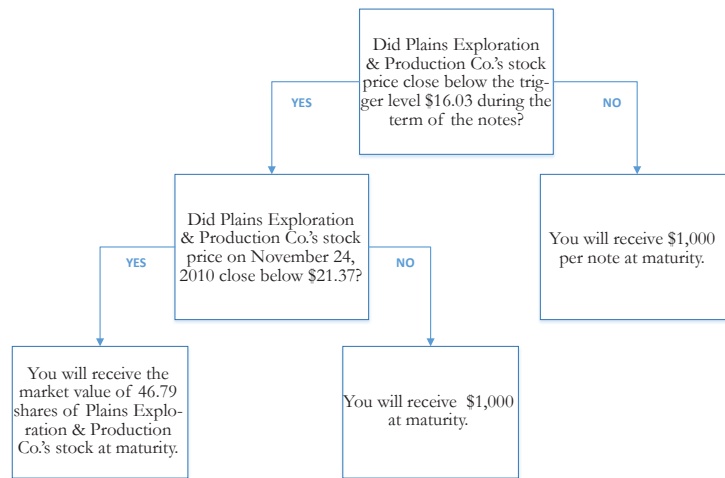 Did Plains Exploration
& Production Co.'s stock
price close below the trig-
ger level $16.03 during the
term of the notes?
YES
NO
Did Plains Exploration
& Production Co.'s stock
price on November 24,
2010 close below $21.37?
You will receive $1,000
per note at maturity.
YES
NO
You will receive the
market value of 46.79
shares of Plains Explo-
ration & Production
Co.'s stock at maturity.
You will receive $1,000
at maturity.